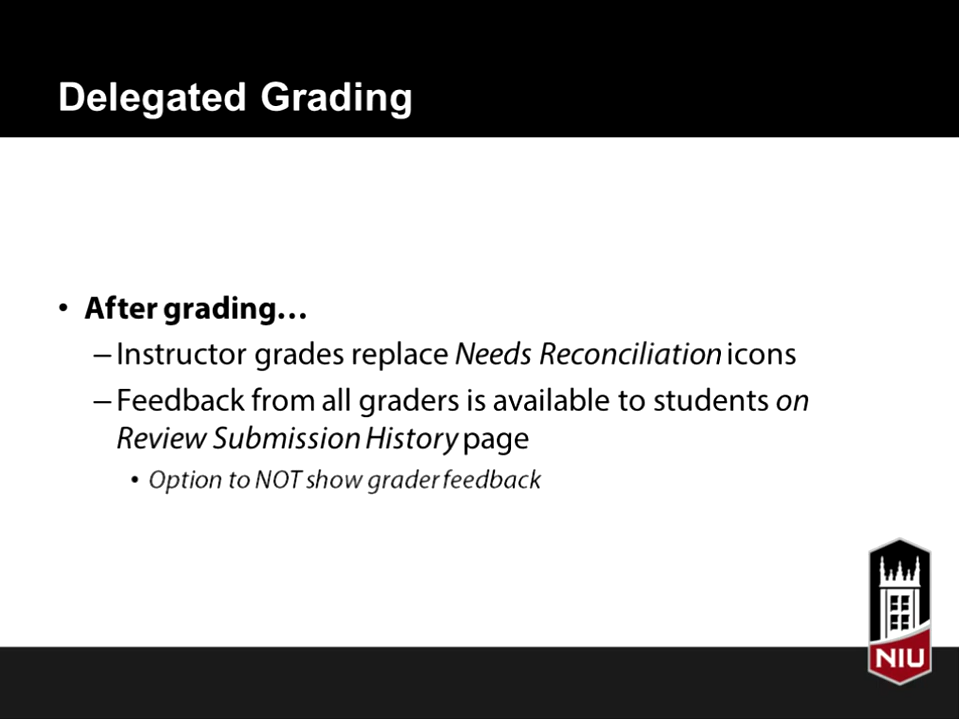 Delegated Grading
• After grading…
– Instructor grades replace Needs Reconciliation icons
– Feedback from all graders is available to students on
Review Submission History page
• Option to NOT show grader feedback
NIU